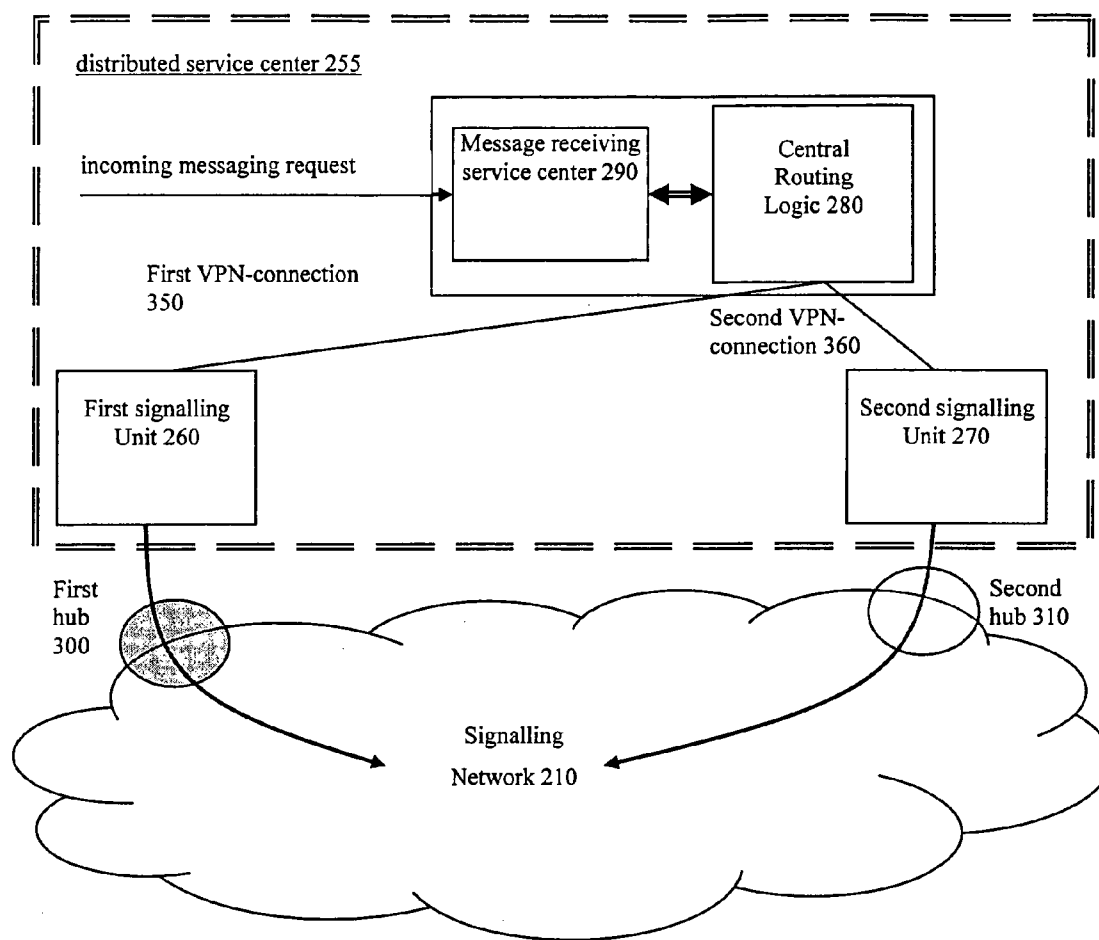 distributed service center 255
incoming messaging request
Message receiving
service center 290
Central
Routing
Logic 280
First VPN-connection
350
Second VPN-
connection 360
First signalling
Unit 260
Second signalling
Unit 270
First
hub
300
Second
hub 310
Signalling
Network 210